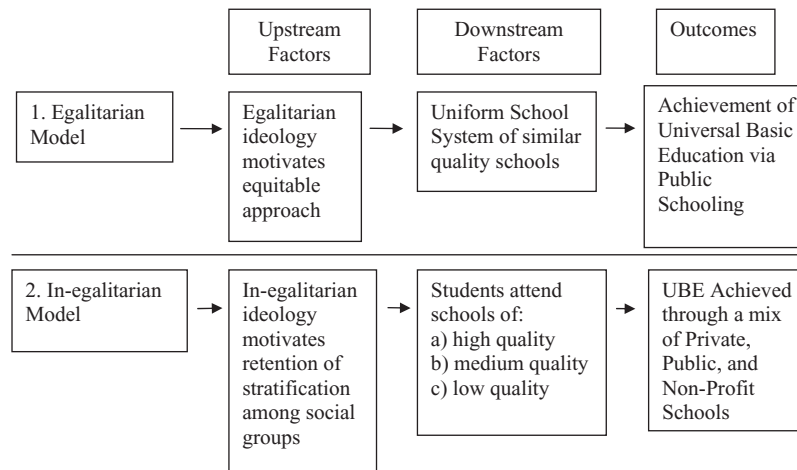 Upstream
Factors
Downstream
Factors
Outcomes
1. Egalitarian
Model
Egalitarian
ideology
motivates
equitable
approach
Uniform School
System of similar
quality schools
Achievement of
Universal Basic
Education via
Public
Schooling
2. In-egalitarian
Model
In-egalitarian
ideology
motivates
retention of
stratification
among social
groups
Students attend
schools of:
a) high quality
b) medium quality
c) low quality
UBE Achieved
through a mix
of Private,
Public, and
Non-Profit
Schools